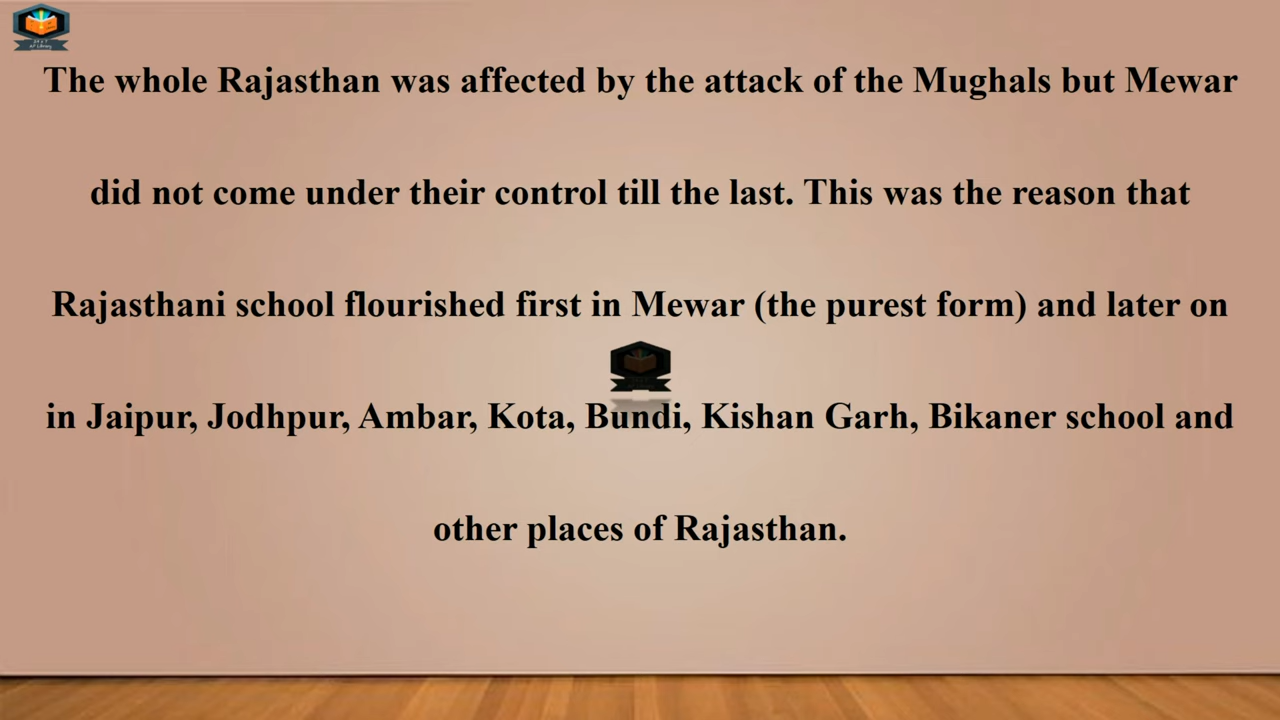 The whole Rajasthan was affected by the attack of the Mughals but Mewar
did not come under their control till the last. This was the reason that
Rajasthani school flourished first in Mewar (the purest form) and later on
in Jaipur, Jodhpur, Ambar, Kota, Bundi, Kishan Garh, Bikaner school and
other places of Rajasthan.